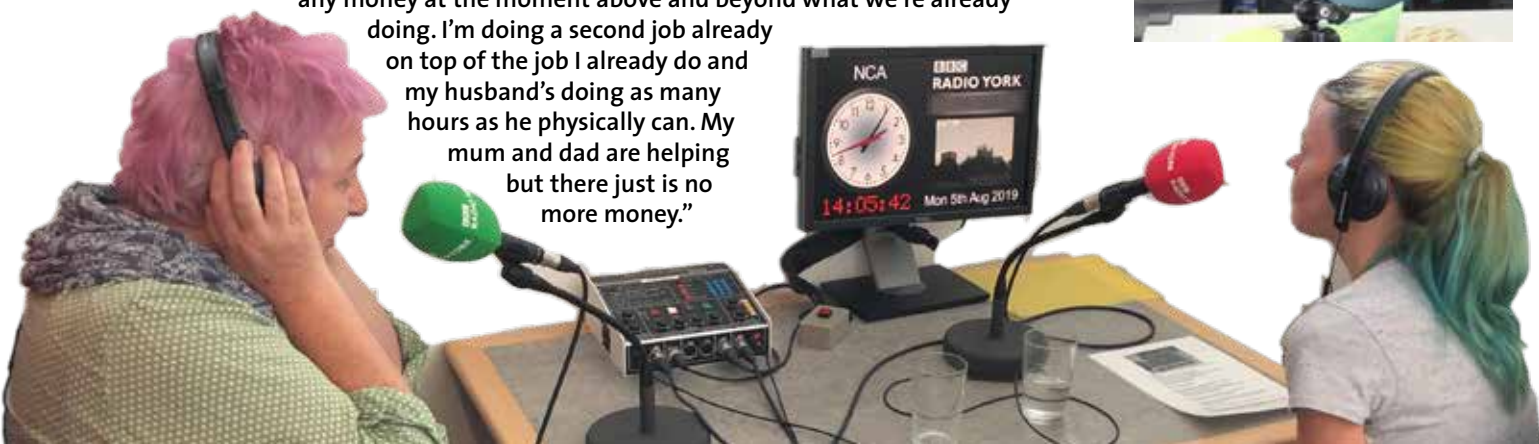 any money at the moment above and beyond what we're already
doing. I'm doing a second job already
on top of the job I already do and
my husband's doing as many
hours as he physically can. My
mum and dad are helping
but there just is no
more money.”
NCA
BBC
RADIO YORK
14:05:42
Mon 5th Aug 2019